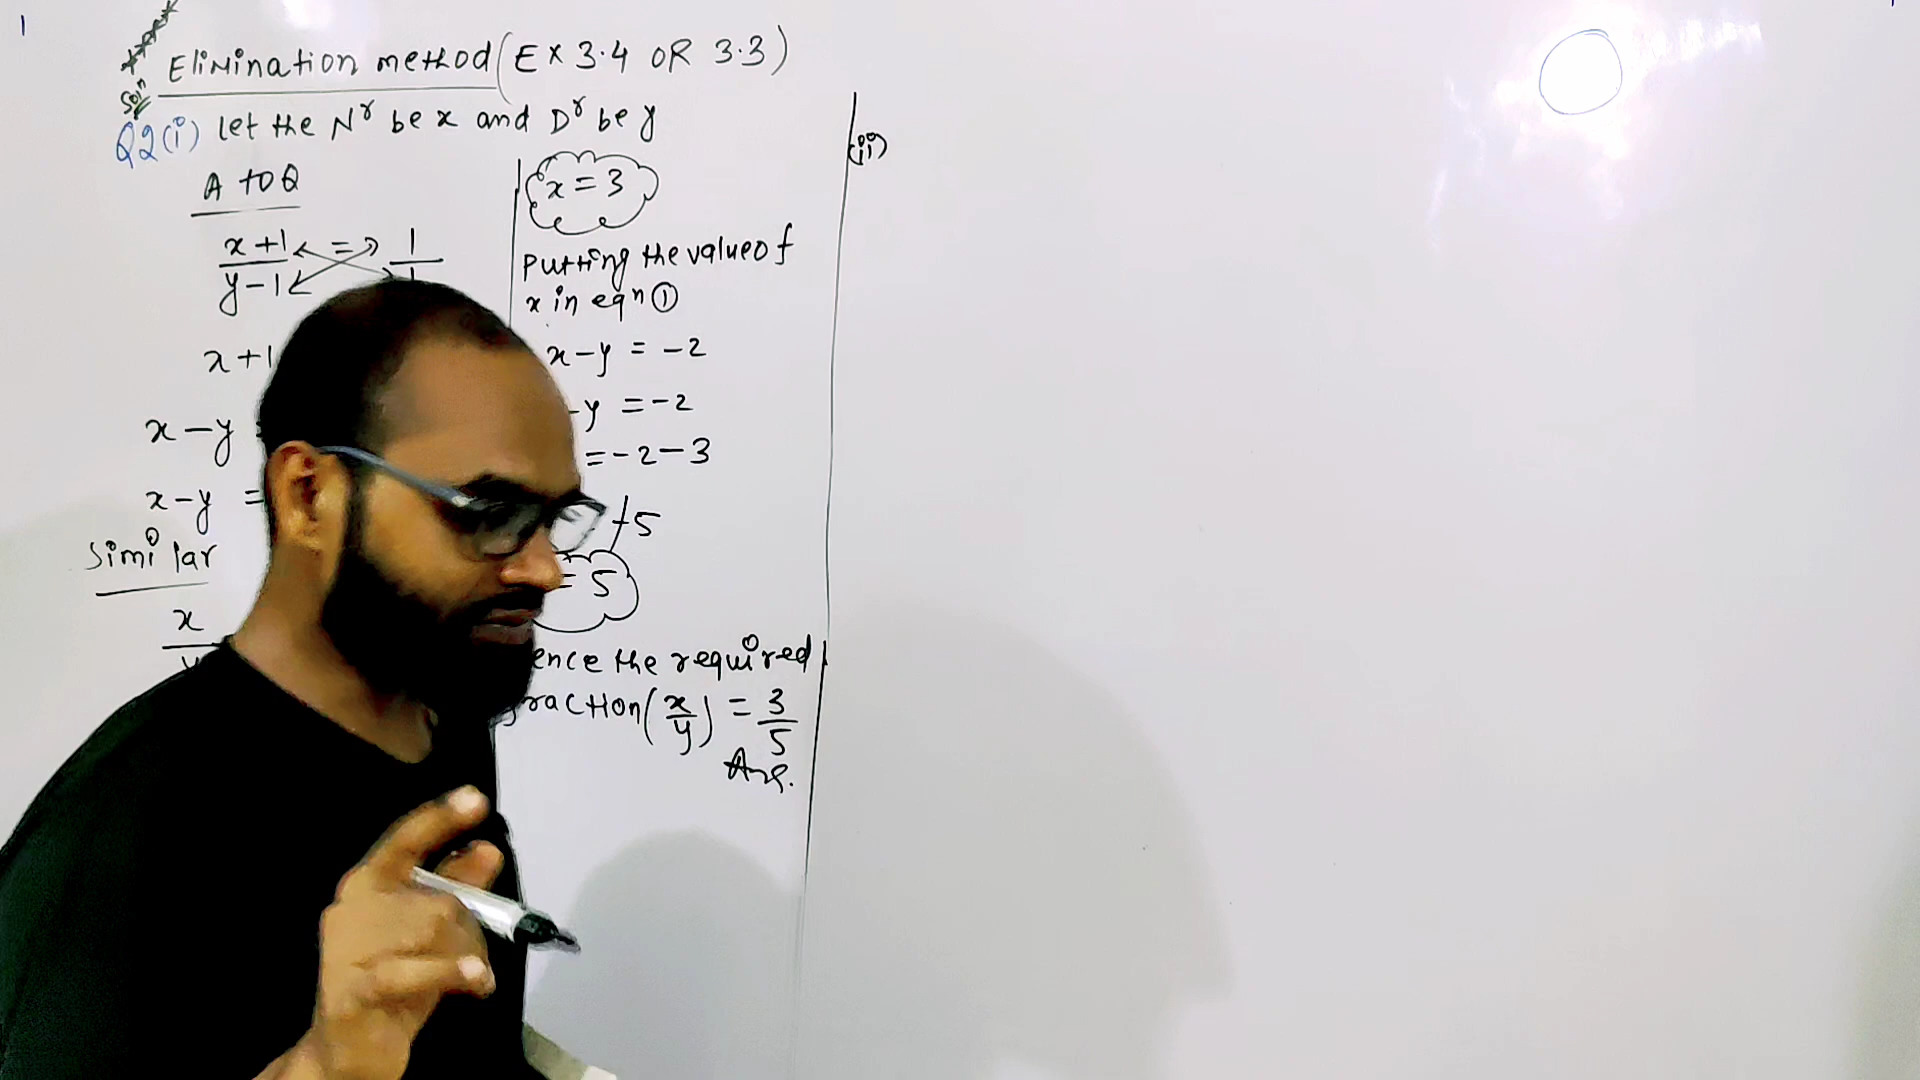 Elimination method (EX 3.4 OR 3.3)
Soln
Q2(i) let the Nr be x and Dr be y
A TO Q
x+1 = 1
y-1
x+1
x-y
x-y =
Similar
x
y
x = 3
Putting the value of
x in eqn ①
x-y = -2
-y = -2
= -2-3
+5
= 5
ence the required
fraction (x/y) = 3/5
Ans.
(ii)